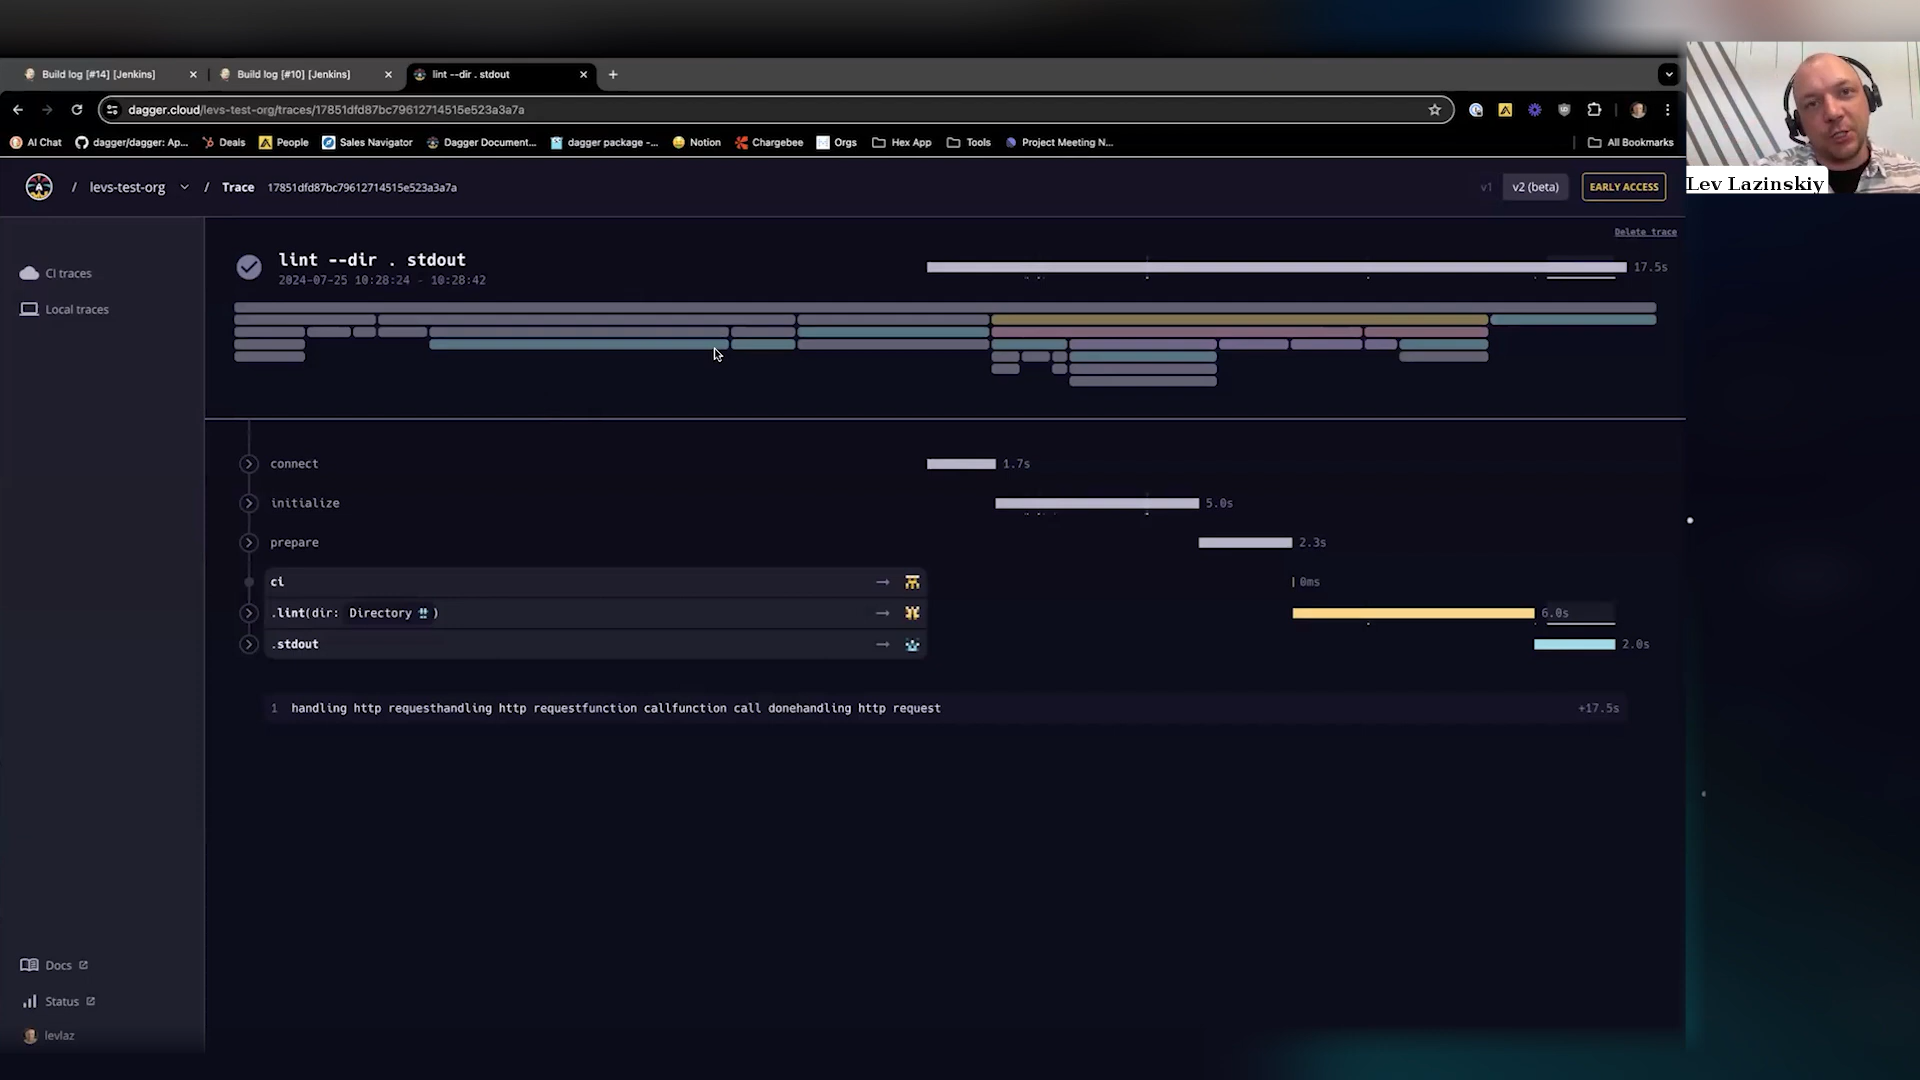 Build log [#14] [Jenkins]
Build log [#10] [Jenkins]
lint --dir . stdout
dagger.cloud/levs-test-org/traces/17851dfd87bc79612714515e523a3a7a
AI Chat
dagger/dagger: Ap...
Deals
People
Sales Navigator
Dagger Document...
dagger package -...
Notion
Chargebee
Orgs
Hex App
Tools
Project Meeting N...
All Bookmarks
Lev Lazinskiy
/ levs-test-org / Trace 17851dfd87bc79612714515e523a3a7a
v1 v2 (beta) EARLY ACCESS
Delete trace
CI traces
Local traces
lint --dir . stdout
2024-07-25 10:28:24 - 10:28:42
17.5s
connect 1.7s
initialize 5.0s
prepare 2.3s
ci → 0ms
.lint(dir: Directory ) → 6.0s
.stdout → 2.0s
1 handling http requesthandling http requestfunction callfunction call donehandling http request +17.5s
Docs
Status
levlaz